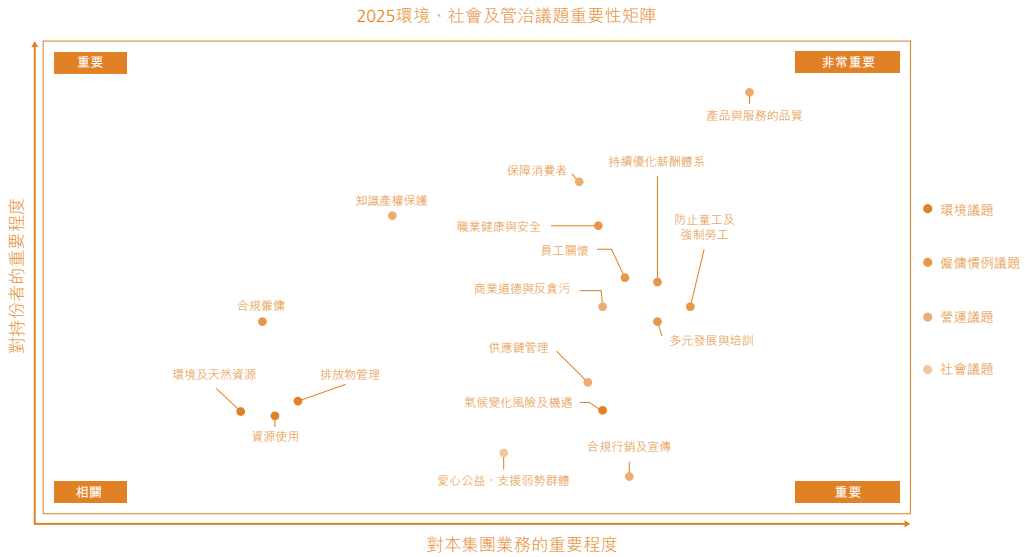 2025環境、社會及管治議題重要性矩陣
重要
非常重要
產品與服務的品質
持續優化薪酬體系
保障消費者
知識產權保護
防止童工及
強制勞工
職業健康與安全
員工關懷
商業道德與反貪污
合規僱傭
多元發展與培訓
供應鏈管理
環境及天然資源
排放物管理
氣候變化風險及機遇
資源使用
合規行銷及宣傳
愛心公益，支援弱勢群體
相關
重要
對持份者的重要程度
對本集團業務的重要程度
環境議題
僱傭慣例議題
營運議題
社會議題